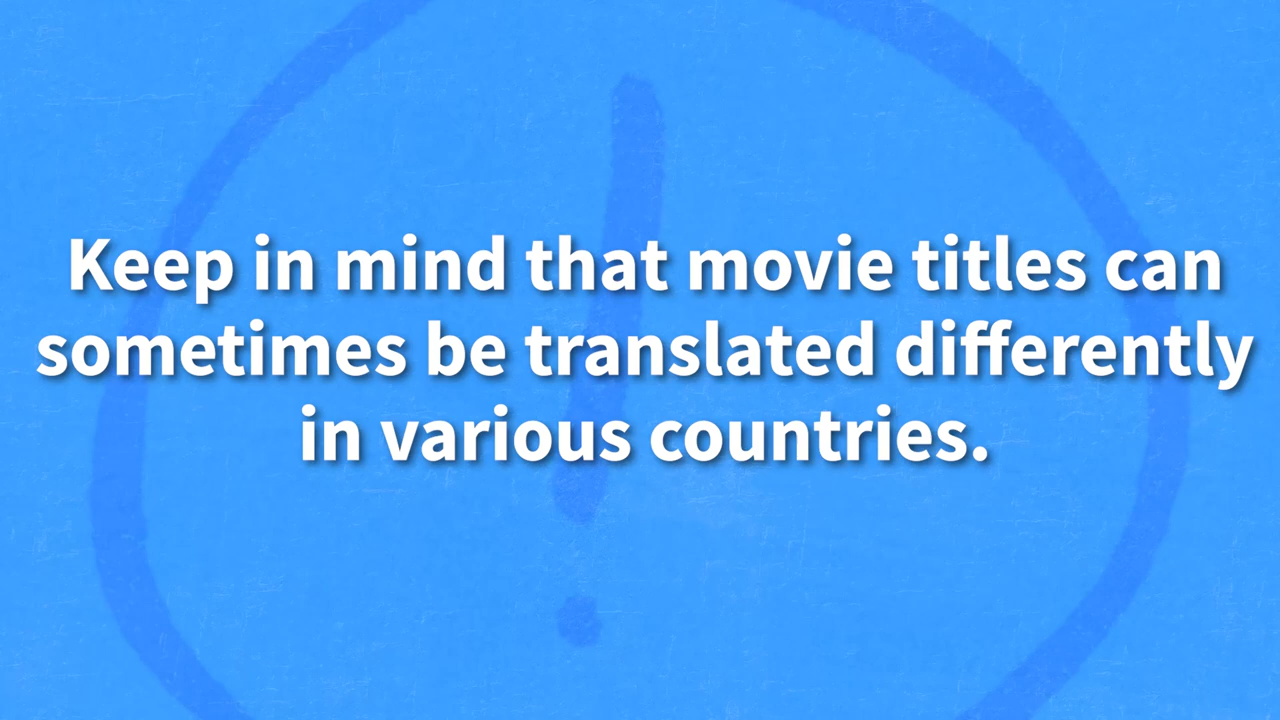 Keep in mind that movie titles can
sometimes be translated differently
in various countries.